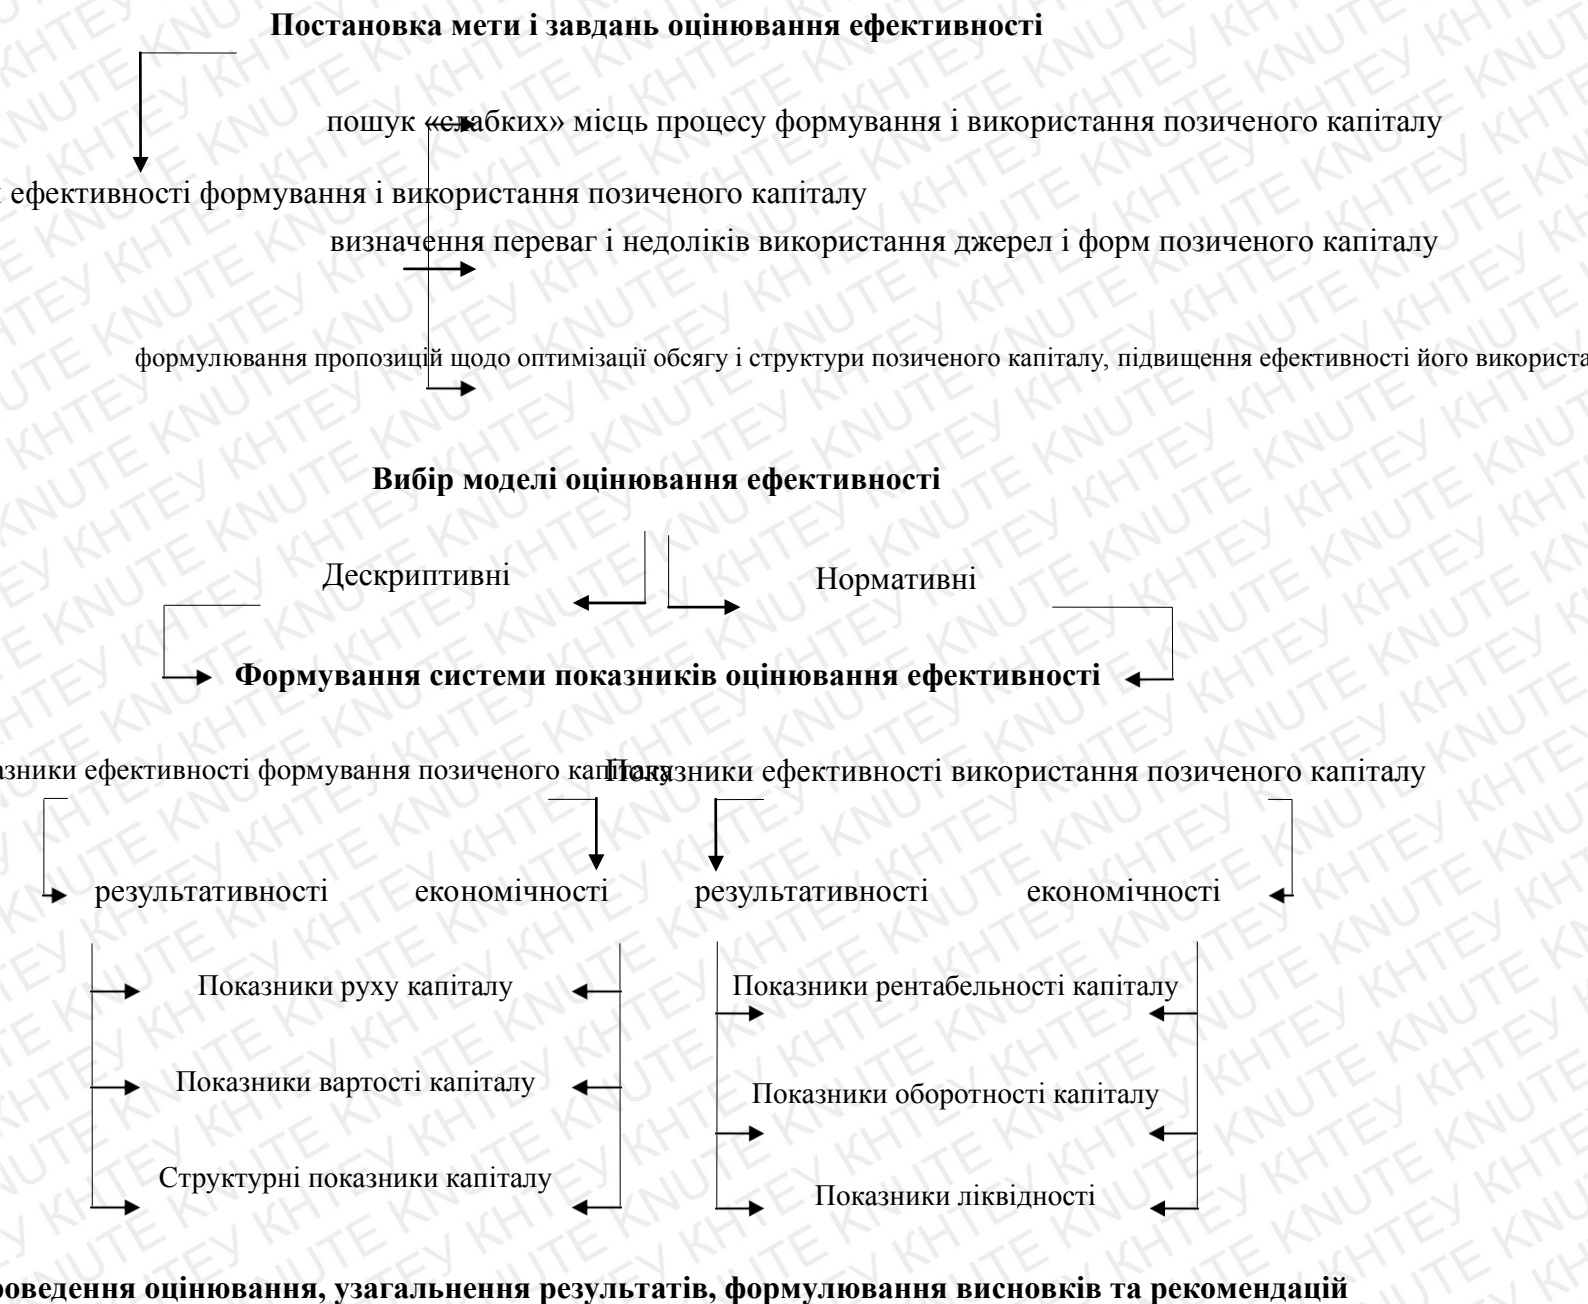 Постановка мети і завдань оцінювання ефективності
пошук «слабких» місць процесу формування і використання позиченого капіталу
ефективності формування і використання позиченого капіталу
визначення переваг і недоліків використання джерел і форм позиченого капіталу
формулювання пропозицій щодо оптимізації обсягу і структури позиченого капіталу, підвищення ефективності його використа
Вибір моделі оцінювання ефективності
Дескриптивні Нормативні
Формування системи показників оцінювання ефективності
азники ефективності формування позиченого капіталу Показники ефективності використання позиченого капіталу
результативності економічності результативності економічності
Показники руху капіталу Показники рентабельності капіталу
Показники вартості капіталу Показники оборотності капіталу
Структурні показники капіталу Показники ліквідності
роведення оцінювання, узагальнення результатів, формулювання висновків та рекомендацій